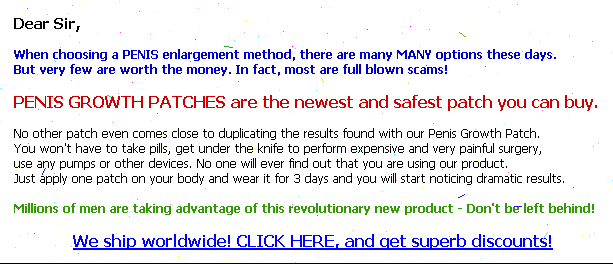 Dear Sir,
When choosing a PENIS enlargement method, there are many MANY options these days.
But very few are worth the money. In fact, most are full blown scams!
PENIS GROWTH PATCHES are the newest and safest patch you can buy.
No other patch even comes close to duplicating the results found with our Penis Growth Patch.
You won't have to take pills, get under the knife to perform expensive and very painful surgery,
use any pumps or other devices. No one will ever find out that you are using our product.
Just apply one patch on your body and wear it for 3 days and you will start noticing dramatic results.
Millions of men are taking advantage of this revolutionary new product - Don't be left behind!
We ship worldwide! CLICK HERE, and get superb discounts!